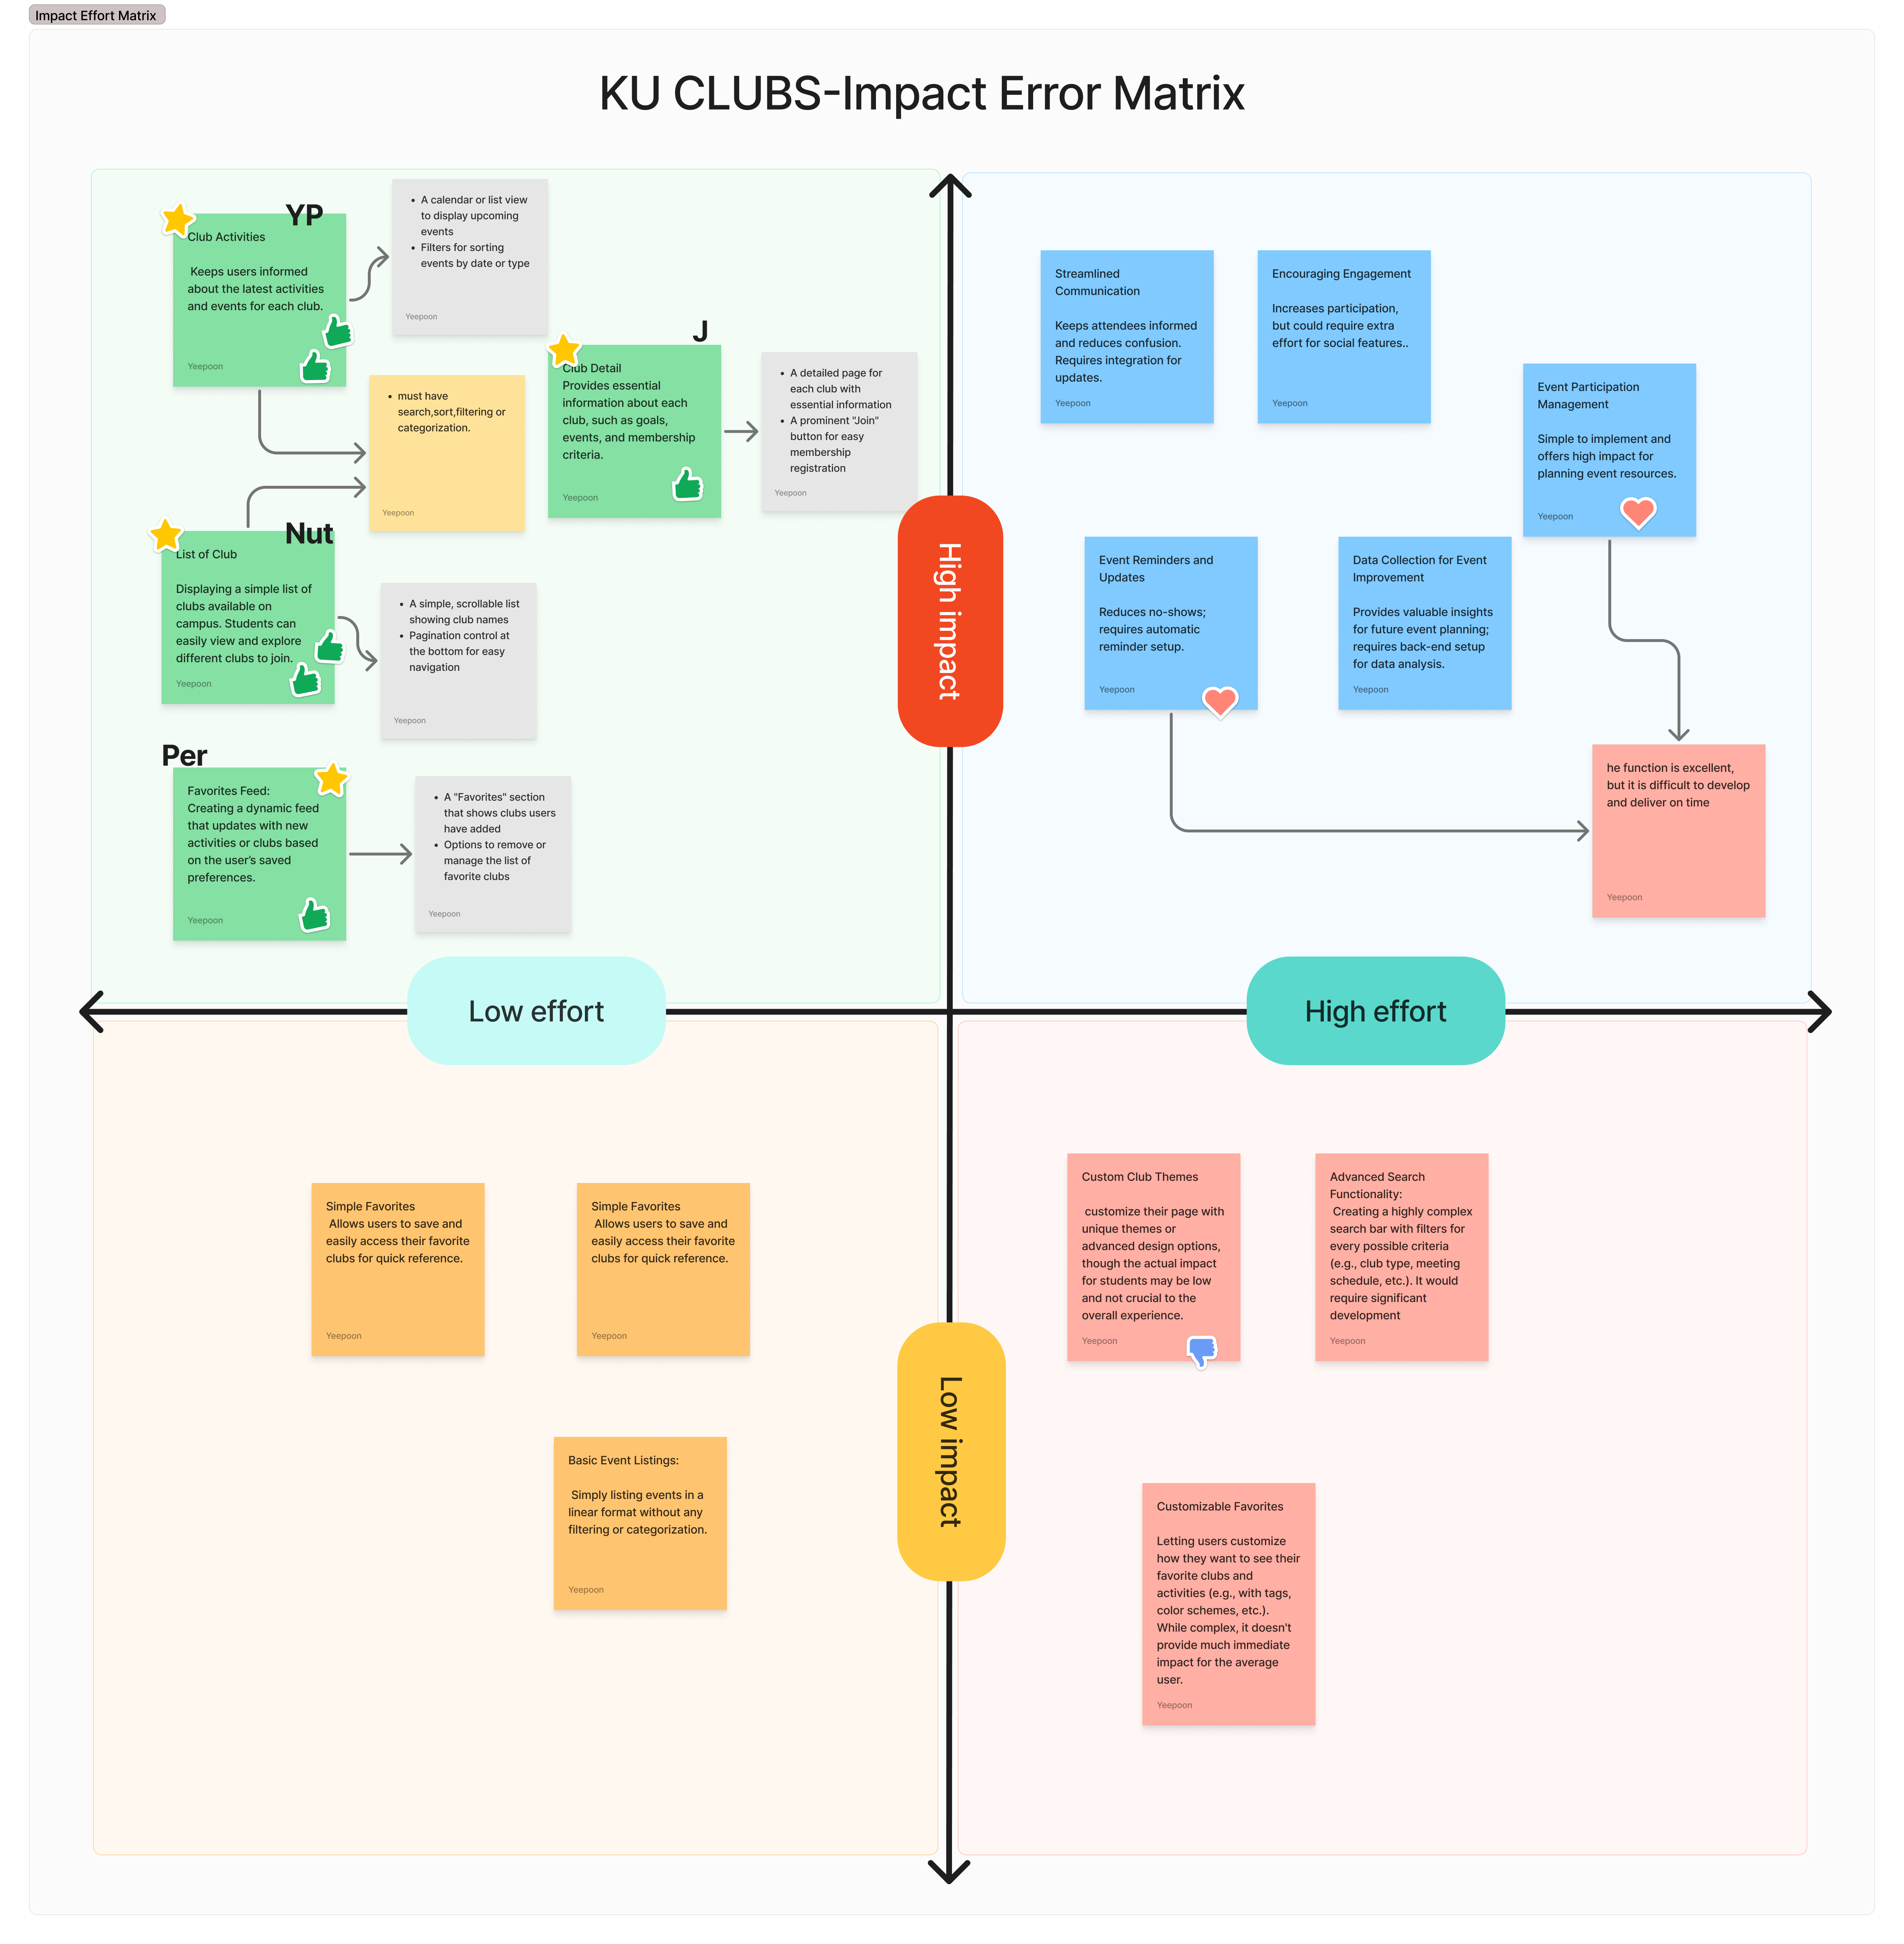 Impact Effort Matrix
KU CLUBS-Impact Error Matrix
YP
Club Activities
Keeps users informed
about the latest activities
and events for each club.
Yeepoon
A calendar or list view
to display upcoming
events
Filters for sorting
events by date or type
Yeepoon
must have
search,sort,filtering or
categorization.
Yeepoon
J
Club Detail
Provides essential
information about each
club, such as goals,
events, and membership
criteria.
Yeepoon
A detailed page for
each club with
essential information
A prominent "Join"
button for easy
membership
registration
Yeepoon
Nut
List of Club
Displaying a simple list of
clubs available on
campus. Students can
easily view and explore
different clubs to join.
Yeepoon
A simple, scrollable list
showing club names
Pagination control at
the bottom for easy
navigation
Yeepoon
Per
Favorites Feed:
Creating a dynamic feed
that updates with new
activities or clubs based
on the user's saved
preferences.
Yeepoon
A "Favorites" section
that shows clubs users
have added
Options to remove or
manage the list of
favorite clubs
Yeepoon
High impact
Streamlined
Communication
Keeps attendees informed
and reduces confusion.
Requires integration for
updates.
Yeepoon
Encouraging Engagement
Increases participation,
but could require extra
effort for social features..
Yeepoon
Event Participation
Management
Simple to implement and
offers high impact for
planning event resources.
Yeepoon
Event Reminders and
Updates
Reduces no-shows;
requires automatic
reminder setup.
Yeepoon
Data Collection for Event
Improvement
Provides valuable insights
for future event planning;
requires back-end setup
for data analysis.
Yeepoon
he function is excellent,
but it is difficult to develop
and deliver on time
Yeepoon
Low effort
High effort
Simple Favorites
Allows users to save and
easily access their favorite
clubs for quick reference.
Yeepoon
Simple Favorites
Allows users to save and
easily access their favorite
clubs for quick reference.
Yeepoon
Basic Event Listings:
Simply listing events in a
linear format without any
filtering or categorization.
Yeepoon
Low impact
Custom Club Themes
customize their page with
unique themes or
advanced design options,
though the actual impact
for students may be low
and not crucial to the
overall experience.
Yeepoon
Advanced Search
Functionality:
Creating a highly complex
search bar with filters for
every possible criteria
(e.g., club type, meeting
schedule, etc.). It would
require significant
development
Yeepoon
Customizable Favorites
Letting users customize
how they want to see their
favorite clubs and
activities (e.g., with tags,
color schemes, etc.).
While complex, it doesn't
provide much immediate
impact for the average
user.
Yeepoon